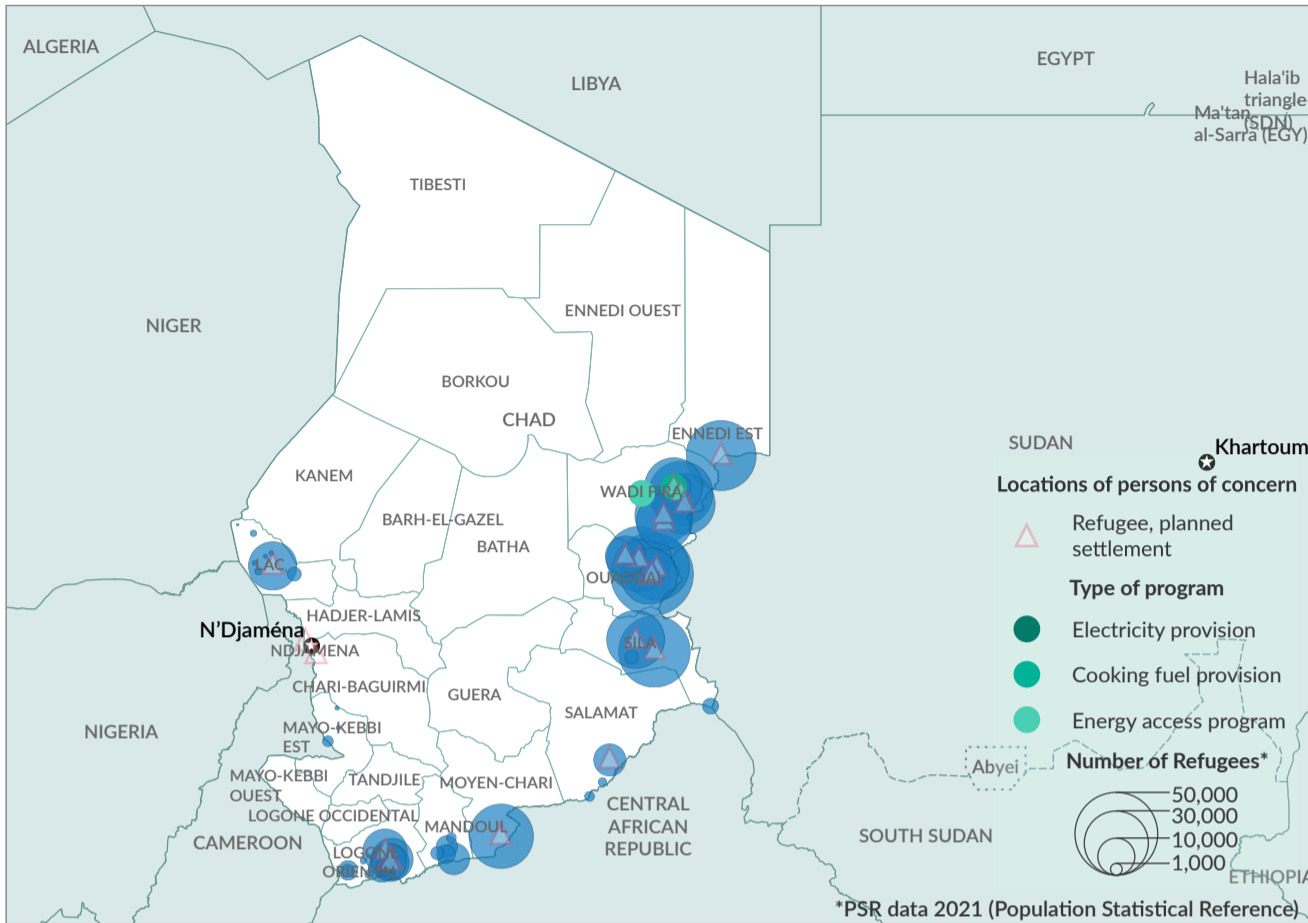 ALGERIA
LIBYA
EGYPT
Hala'ib
triangle
(SDN)
Ma'tan
al-Sarra (EGY)
TIBESTI
NIGER
ENNEDI OUEST
BORKOU
CHAD
ENNEDI EST
SUDAN
Khartoum
KANEM
WADI FIRA
BARH-EL-GAZEL
BATHA
LAC
OUADDAI
HADJER-LAMIS
N'Djaména
NDJAMENA
SILA
CHARI-BAGUIRMI
GUERA
SALAMAT
NIGERIA
MAYO-KEBBI
EST
MAYO-KEBBI
OUEST
TANDJILE
MOYEN-CHARI
LOGONE OCCIDENTAL
MANDOUL
CENTRAL
AFRICAN
REPUBLIC
CAMEROON
LOGONE
ORIENTAL
SOUTH SUDAN
Abyei
ETHIOPIA
Locations of persons of concern
Refugee, planned
settlement
Type of program
Electricity provision
Cooking fuel provision
Energy access program
Number of Refugees*
50,000
30,000
10,000
1,000
*PSR data 2021 (Population Statistical Reference)